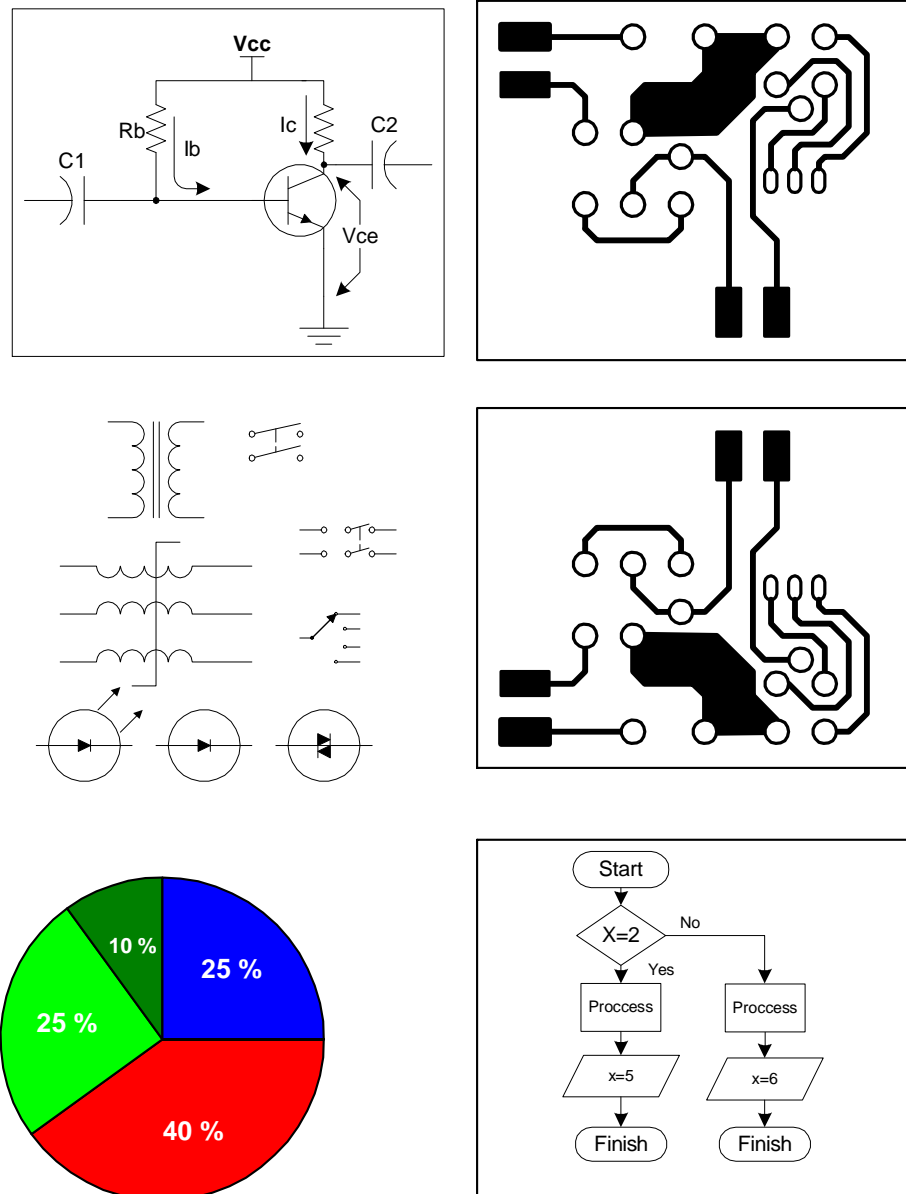 Vcc
Rb
Ib
Ic
C1
C2
Vce
10 %
25 %
25 %
40 %
Start
X=2
No
Yes
Proccess
Proccess
x=5
x=6
Finish
Finish